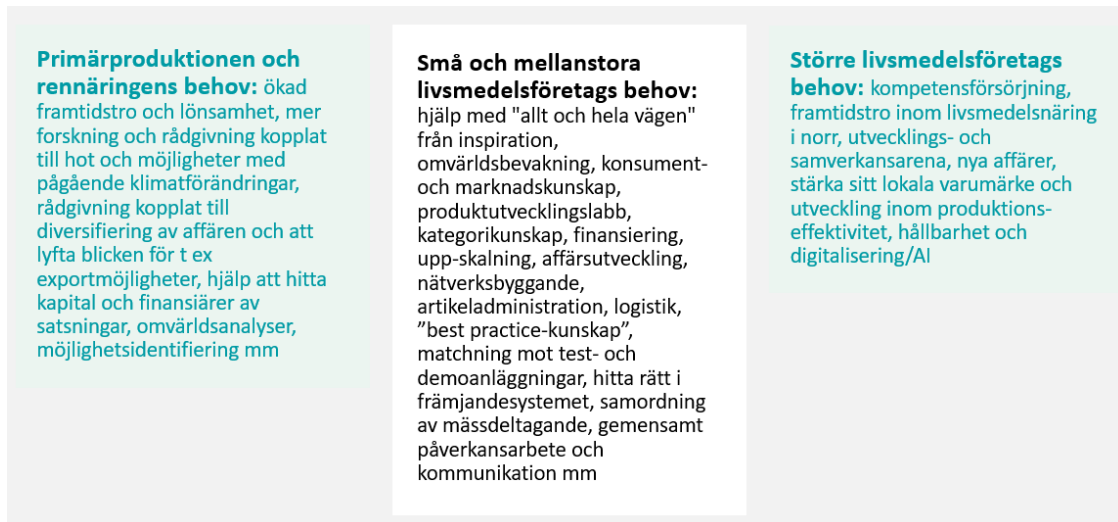 Primärproduktionen och
rennäringens behov: ökad
framtidstro och lönsamhet, mer
forskning och rådgivning kopplat
till hot och möjligheter med
pågående klimatförändringar,
rådgivning kopplat till
diversifiering av affären och att
lyfta blicken för t ex
exportmöjligheter, hjälp att hitta
kapital och finansiärer av
satsningar, omvärldsanalyser,
möjlighetsidentifiering mm
Små och mellanstora
livsmedelsföretags behov:
hjälp med "allt och hela vägen"
från inspiration,
omvärldsbevakning, konsument-
och marknadskunskap,
produktutvecklingslabb,
kategorikunskap, finansiering,
upp-skalning, affärsutveckling,
nätverksbyggande,
artikeladministration, logistik,
”best practice-kunskap”,
matchning mot test- och
demoanläggningar, hitta rätt i
främjandesystemet, samordning
av mässdeltagande, gemensamt
påverkansarbete och
kommunikation mm
Större livsmedelsföretags
behov: kompetensförsörjning,
framtidstro inom livsmedelsnäring
i norr, utvecklings- och
samverkansarena, nya affärer,
stärka sitt lokala varumärke och
utveckling inom produktions-
effektivitet, hållbarhet och
digitalisering/AI